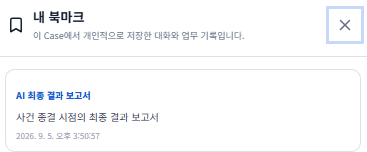 내 북마크
이 Case에서 개인적으로 저장한 대화와 업무 기록입니다.
AI 최종 결과 보고서
사건 종결 시점의 최종 결과 보고서
2026. 9. 5. 오후 3:50:57